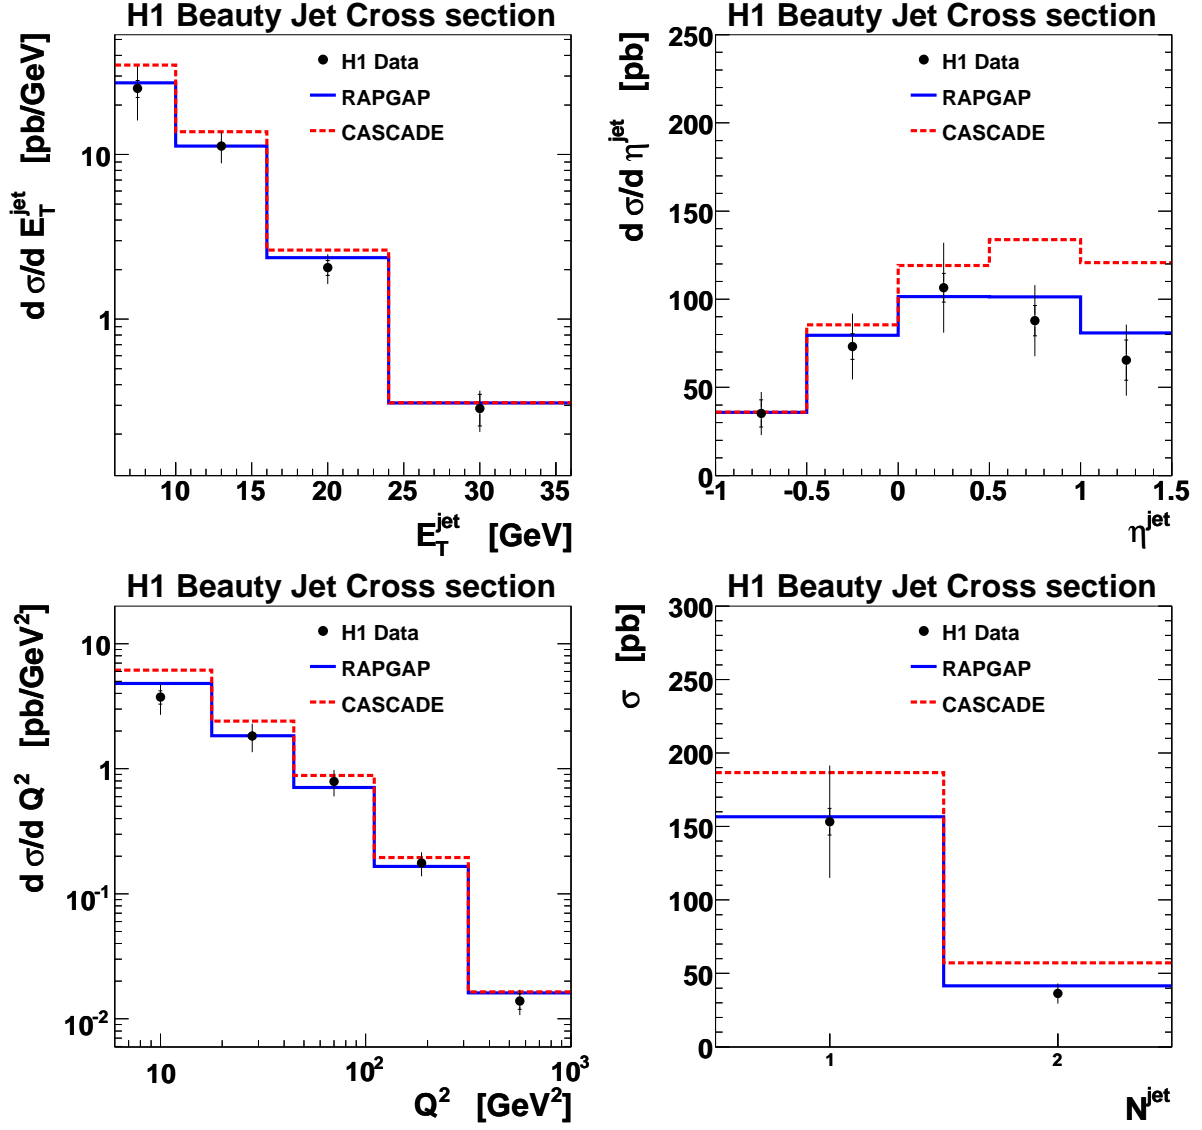 H1 Beauty Jet Cross section
d σ/d E_T^jet [pb/GeV]
H1 Data
RAPGAP
CASCADE
10
1
10 15 20 25 30 35
E_T^jet [GeV]
H1 Beauty Jet Cross section
d σ/d η^jet [pb]
H1 Data
RAPGAP
CASCADE
250
200
150
100
50
0
-1 -0.5 0 0.5 1 1.5
η^jet
H1 Beauty Jet Cross section
d σ/d Q^2 [pb/GeV^2]
H1 Data
RAPGAP
CASCADE
10
1
10^-1
10^-2
10 10^2 10^3
Q^2 [GeV^2]
H1 Beauty Jet Cross section
σ [pb]
H1 Data
RAPGAP
CASCADE
300
250
200
150
100
50
0
1 2
N^jet